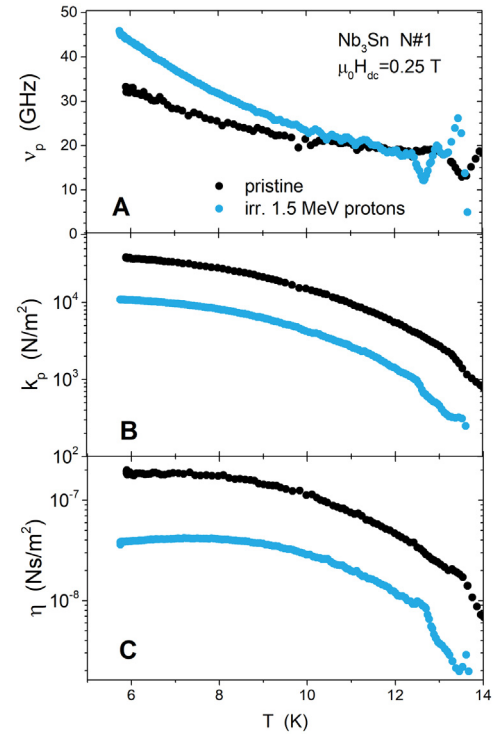 50
40
30
20
10
0
ν_p (GHz)
Nb₃Sn N#1
μ₀H_dc=0.25 T
pristine
irr. 1.5 MeV protons
A
10⁴
10³
10²
k_p (N/m²)
B
10⁻⁷
10⁻⁸
η (Ns/m²)
C
6 8 10 12 14
T (K)